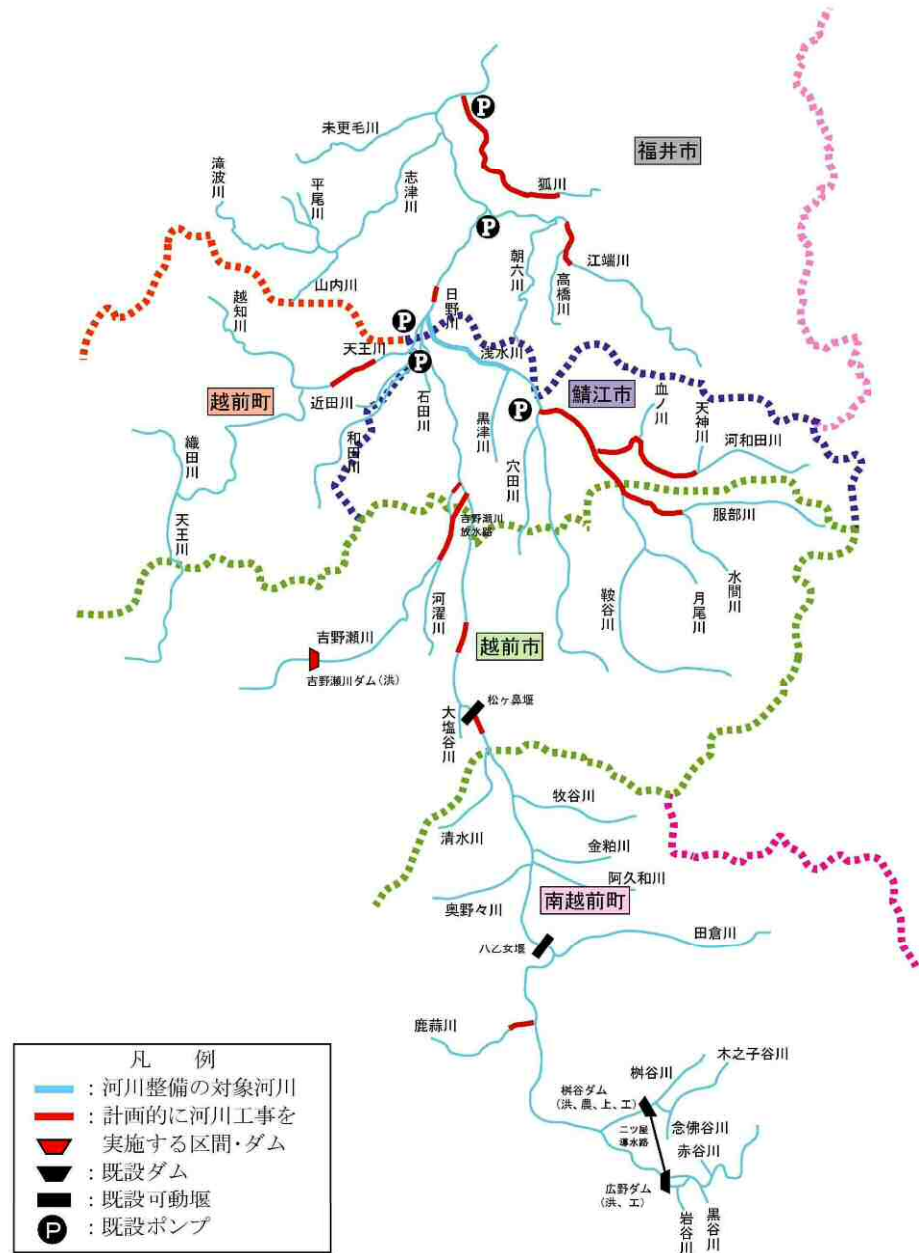 P
未更毛川
福井市
滝波川
平尾川
志津川
狐川
P
朝六川
高橋川
江端川
山内川
越知川
日野川
P
天王川
浅水川
P
越前町
近田川
石田川
鯖江市
血ノ川
天神川
河和田川
P
黒津川
織田川
和田川
穴田川
吉野瀬川
放水路
服部川
天王川
鞍谷川
月尾川
水間川
河濯川
吉野瀬川
越前市
吉野瀬川ダム(洪)
松ヶ鼻堰
大塩谷川
牧谷川
清水川
金粕川
阿久和川
奥野々川
南越前町
八乙女堰
田倉川
鹿蒜川
木之子谷川
桝谷川
桝谷ダム
(洪、農、上、工)
念佛谷川
二ツ屋
導水路
赤谷川
広野ダム
(洪、工)
岩谷川
黒谷川
凡 例
:河川整備の対象河川
:計画的に河川工事を
実施する区間・ダム
:既設ダム
:既設可動堰
P:既設ポンプ